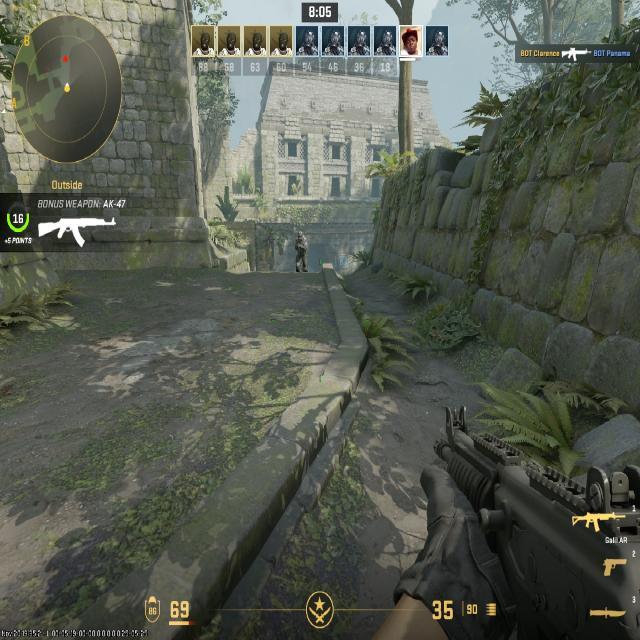 8:05
58 63 60 54 46 36 18
BOT Clarence BOT Panama
B
Outside
BONUS WEAPON: AK-47
16
+5 POINTS
1
Galil AR
2
3
86 69
35 90